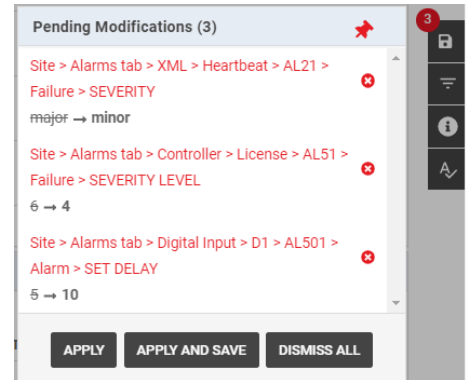 Pending Modifications (3)
3
Site > Alarms tab > XML > Heartbeat > AL21 >
Failure > SEVERITY
major → minor
Site > Alarms tab > Controller > License > AL51 >
Failure > SEVERITY LEVEL
6 → 4
Site > Alarms tab > Digital Input > D1 > AL501 >
Alarm > SET DELAY
5 → 10
APPLY
APPLY AND SAVE
DISMISS ALL